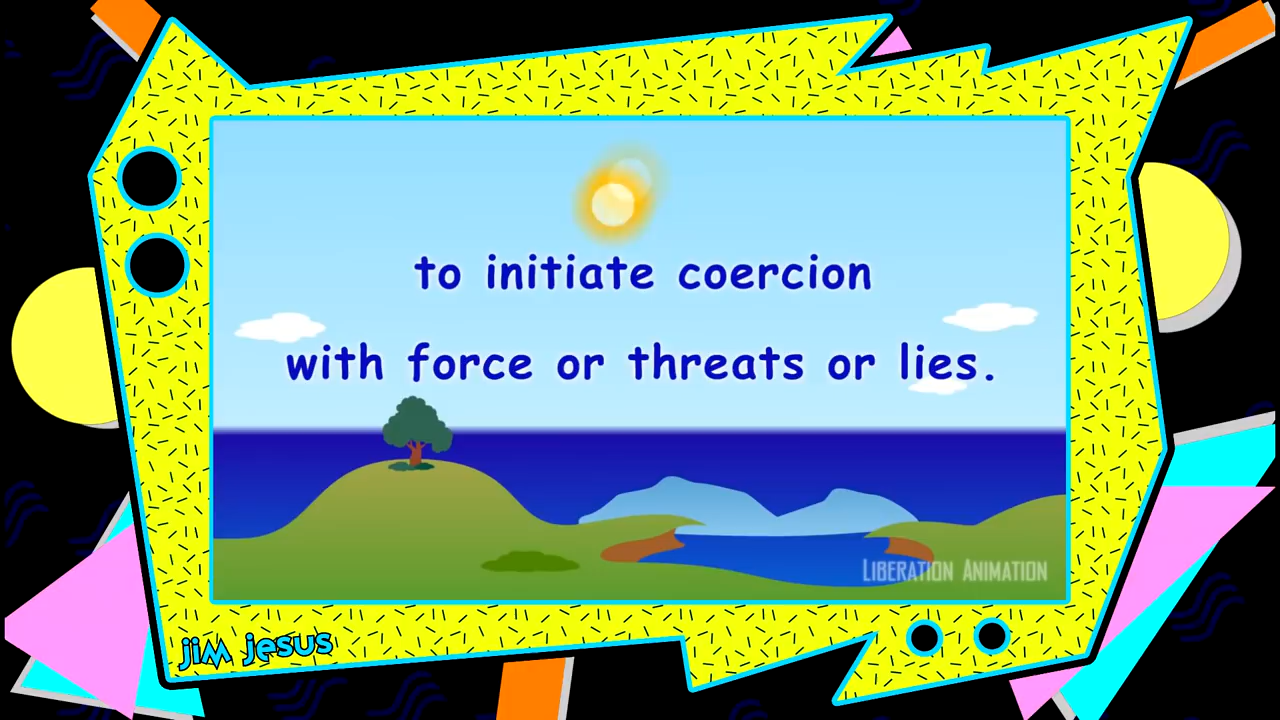 to initiate coercion
with force or threats or lies.
LIBERATION ANIMATION
jiM jesus